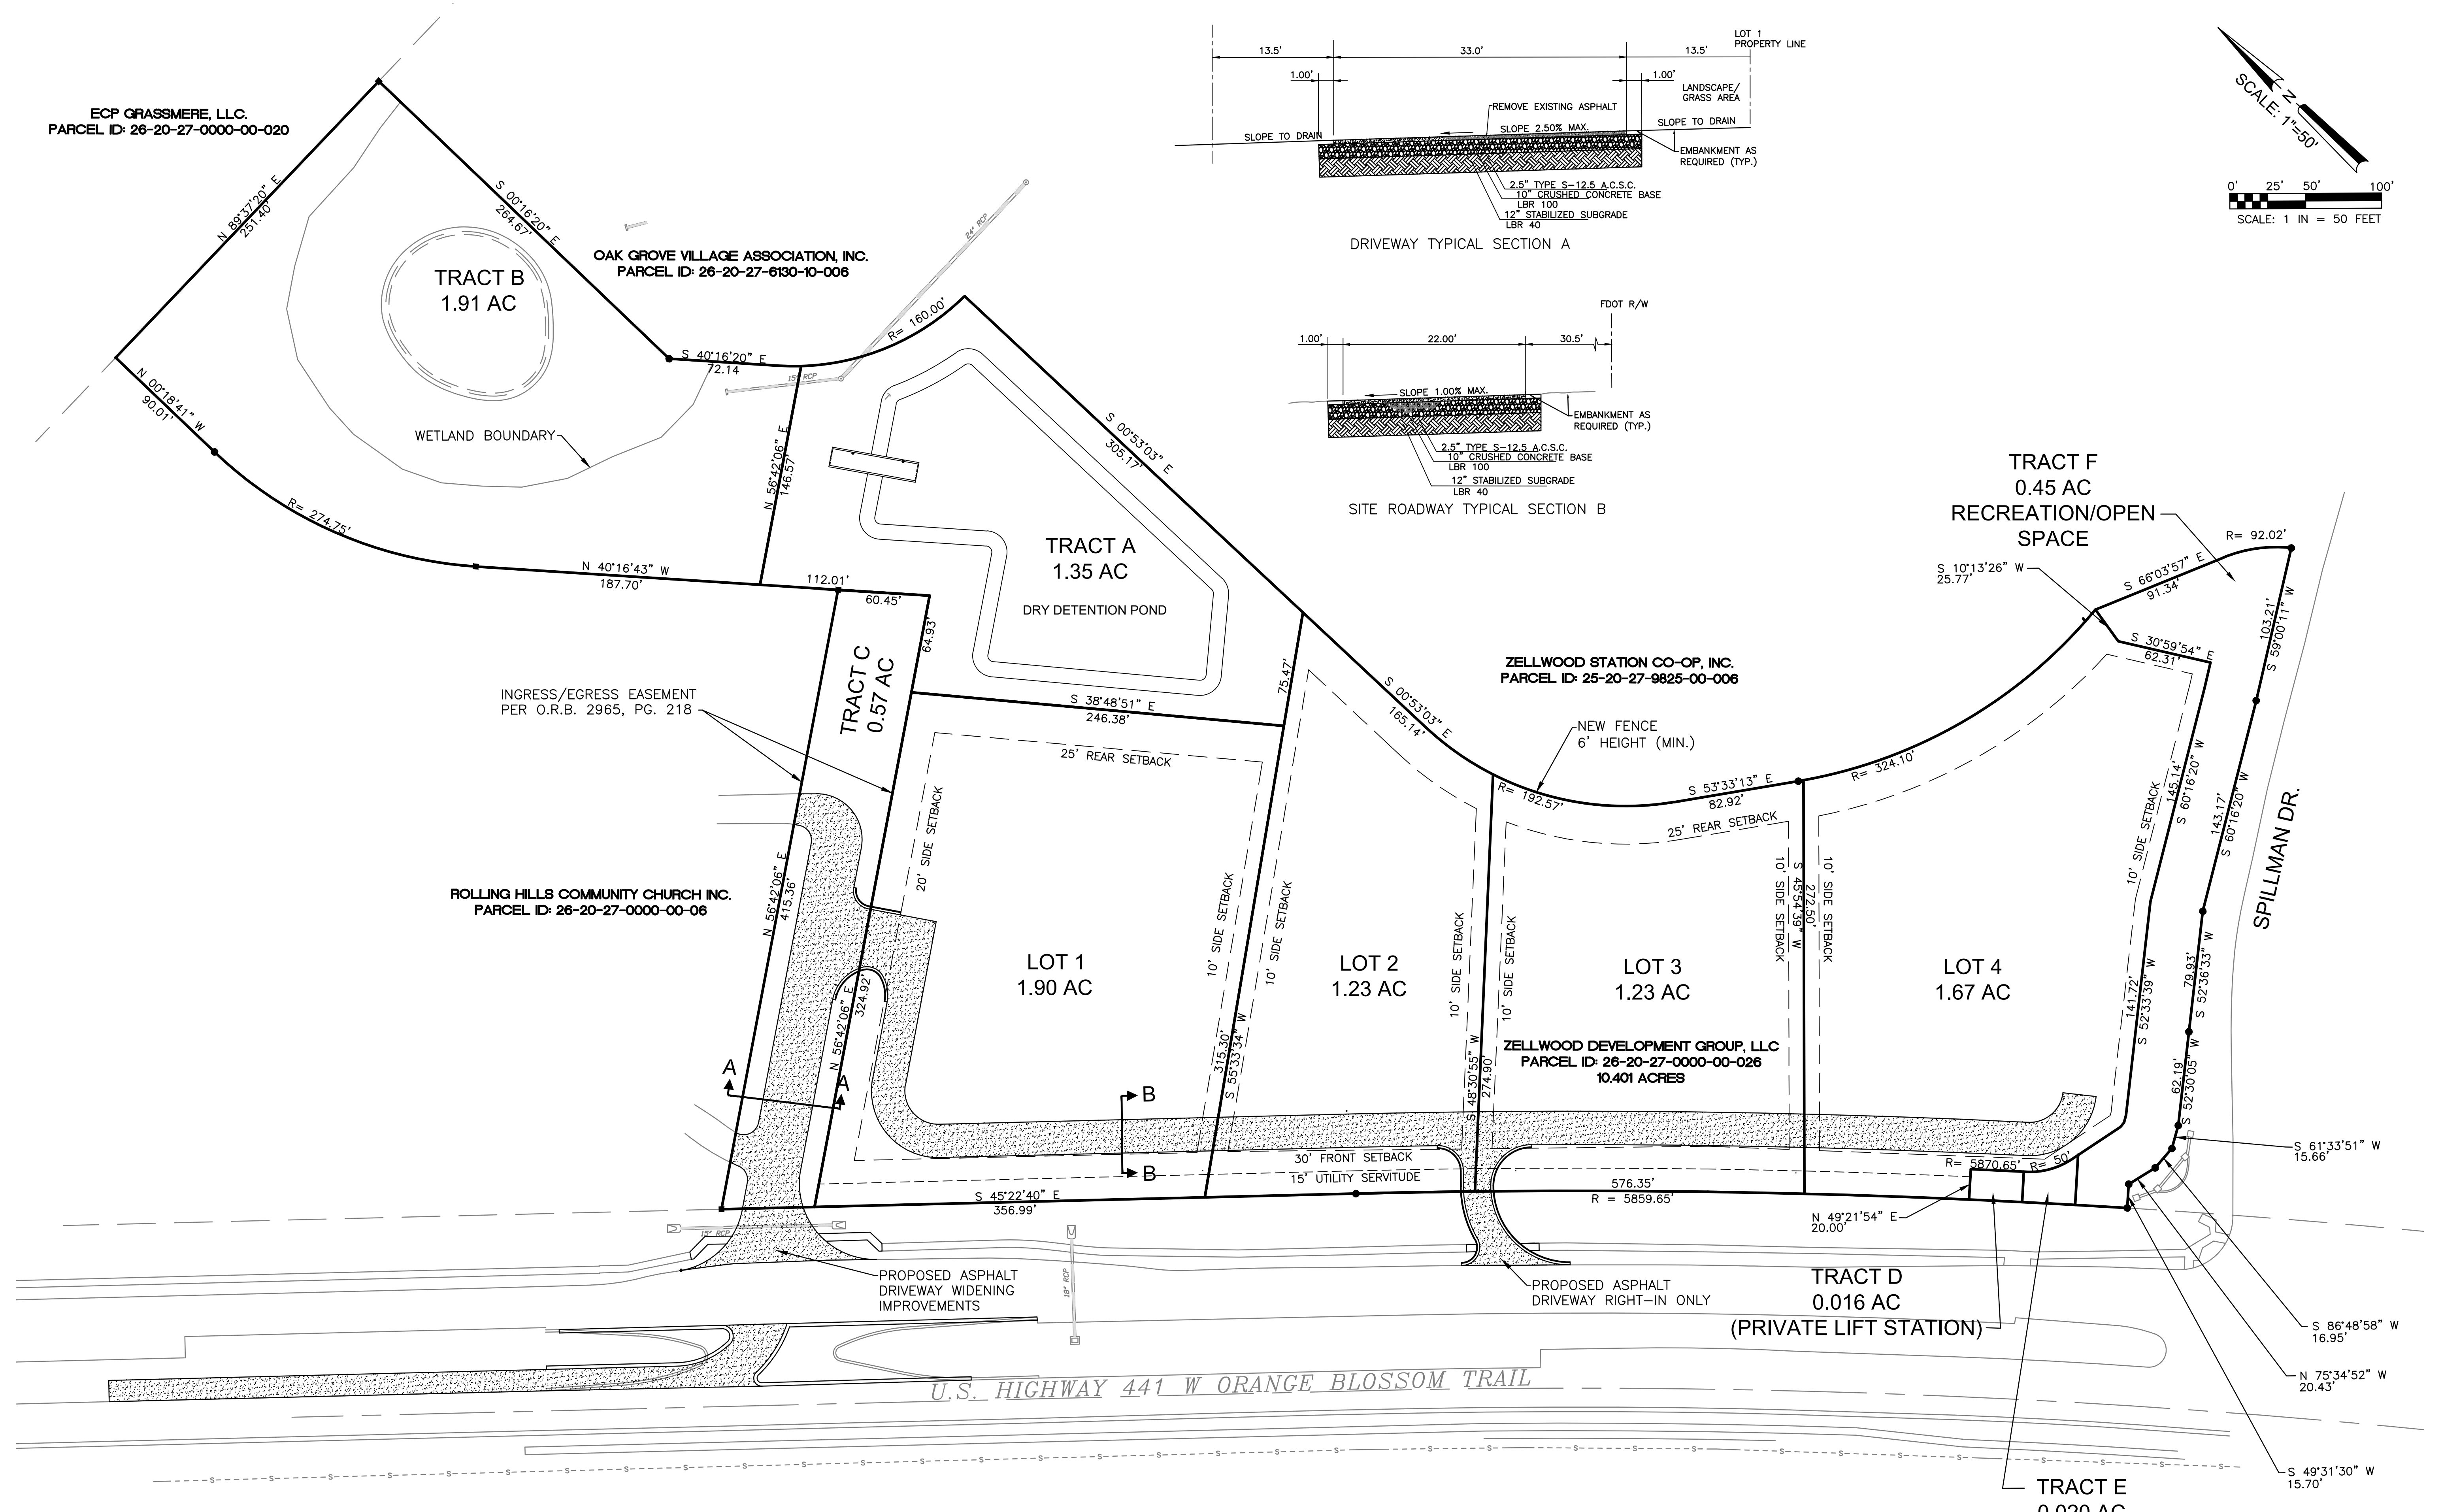 ECP GRASSMERE, LLC.
PARCEL ID: 26-20-27-0000-00-020
N 89°37'20" E
251.40'
S 00°16'20" E
264.67'
TRACT B
1.91 AC
OAK GROVE VILLAGE ASSOCIATION, INC.
PARCEL ID: 26-20-27-6130-10-006
24" RCP
R= 160.00'
S 40°16'20" E
72.14
15" RCP
N 00°18'41" W
90.01'
WETLAND BOUNDARY
R= 274.75'
N 40°16'43" W
187.70'
N 56°42'06" E
146.57'
112.01'
60.45'
64.93'
TRACT A
1.35 AC
DRY DETENTION POND
S 00°53'03" E
305.17'
75.47'
S 38°48'51" E
246.38'
TRACT C
0.57 AC
INGRESS/EGRESS EASEMENT
PER O.R.B. 2965, PG. 218
LOT 1
PROPERTY LINE
13.5'
33.0'
13.5'
1.00'
1.00'
LANDSCAPE/
GRASS AREA
REMOVE EXISTING ASPHALT
SLOPE TO DRAIN
SLOPE 2.50% MAX.
SLOPE TO DRAIN
EMBANKMENT AS
REQUIRED (TYP.)
2.5" TYPE S-12.5 A.C.S.C.
10" CRUSHED CONCRETE BASE
LBR 100
12" STABILIZED SUBGRADE
LBR 40
DRIVEWAY TYPICAL SECTION A
FDOT R/W
1.00'
22.00'
30.5'
SLOPE 1.00% MAX.
EMBANKMENT AS
REQUIRED (TYP.)
2.5" TYPE S-12.5 A.C.S.C.
10" CRUSHED CONCRETE BASE
LBR 100
12" STABILIZED SUBGRADE
LBR 40
SITE ROADWAY TYPICAL SECTION B
N
SCALE: 1"=50'
0' 25' 50' 100'
SCALE: 1 IN = 50 FEET
TRACT F
0.45 AC
RECREATION/OPEN
SPACE
R= 92.02'
S 66°03'57" E
91.34'
S 10°13'26" W
25.77'
S 30°59'54" E
62.31'
103.21'
S 59°00'11" W
ZELLWOOD STATION CO-OP, INC.
PARCEL ID: 25-20-27-9825-00-006
S 00°53'03" E
165.14'
NEW FENCE
6' HEIGHT (MIN.)
R= 192.57'
S 53°33'13" E
82.92'
R= 324.10'
25' REAR SETBACK
25' REAR SETBACK
20' SIDE SETBACK
10' SIDE SETBACK
10' SIDE SETBACK
10' SIDE SETBACK
10' SIDE SETBACK
10' SIDE SETBACK
S 45°54'39" W
272.50'
10' SIDE SETBACK
10' SIDE SETBACK
145.14'
S 60°16'20" W
143.17'
S 60°16'20" W
SPILLMAN DR.
ROLLING HILLS COMMUNITY CHURCH INC.
PARCEL ID: 26-20-27-0000-00-06
N 56°42'06" E
415.36'
N 56°42'06" E
324.92'
LOT 1
1.90 AC
LOT 2
1.23 AC
LOT 3
1.23 AC
LOT 4
1.67 AC
ZELLWOOD DEVELOPMENT GROUP, LLC
PARCEL ID: 26-20-27-0000-00-026
10.401 ACRES
315.30'
S 55°33'34" W
S 48°30'55" W
274.90'
141.72'
S 52°33'39" W
79.93'
S 52°36'33" W
62.19'
S 52°30'05" W
A
A
B
B
30' FRONT SETBACK
15' UTILITY SERVITUDE
S 45°22'40" E
356.99'
576.35'
R = 5859.65'
R= 5870.65'
R= 50'
N 49°21'54" E
20.00'
S 61°33'51" W
15.66'
15" RCP
18" RCP
PROPOSED ASPHALT
DRIVEWAY WIDENING
IMPROVEMENTS
PROPOSED ASPHALT
DRIVEWAY RIGHT-IN ONLY
TRACT D
0.016 AC
(PRIVATE LIFT STATION)
S 86°48'58" W
16.95'
N 75°34'52" W
20.43'
U.S. HIGHWAY 441 W ORANGE BLOSSOM TRAIL
S 49°31'30" W
15.70'
TRACT E
0.020 AC